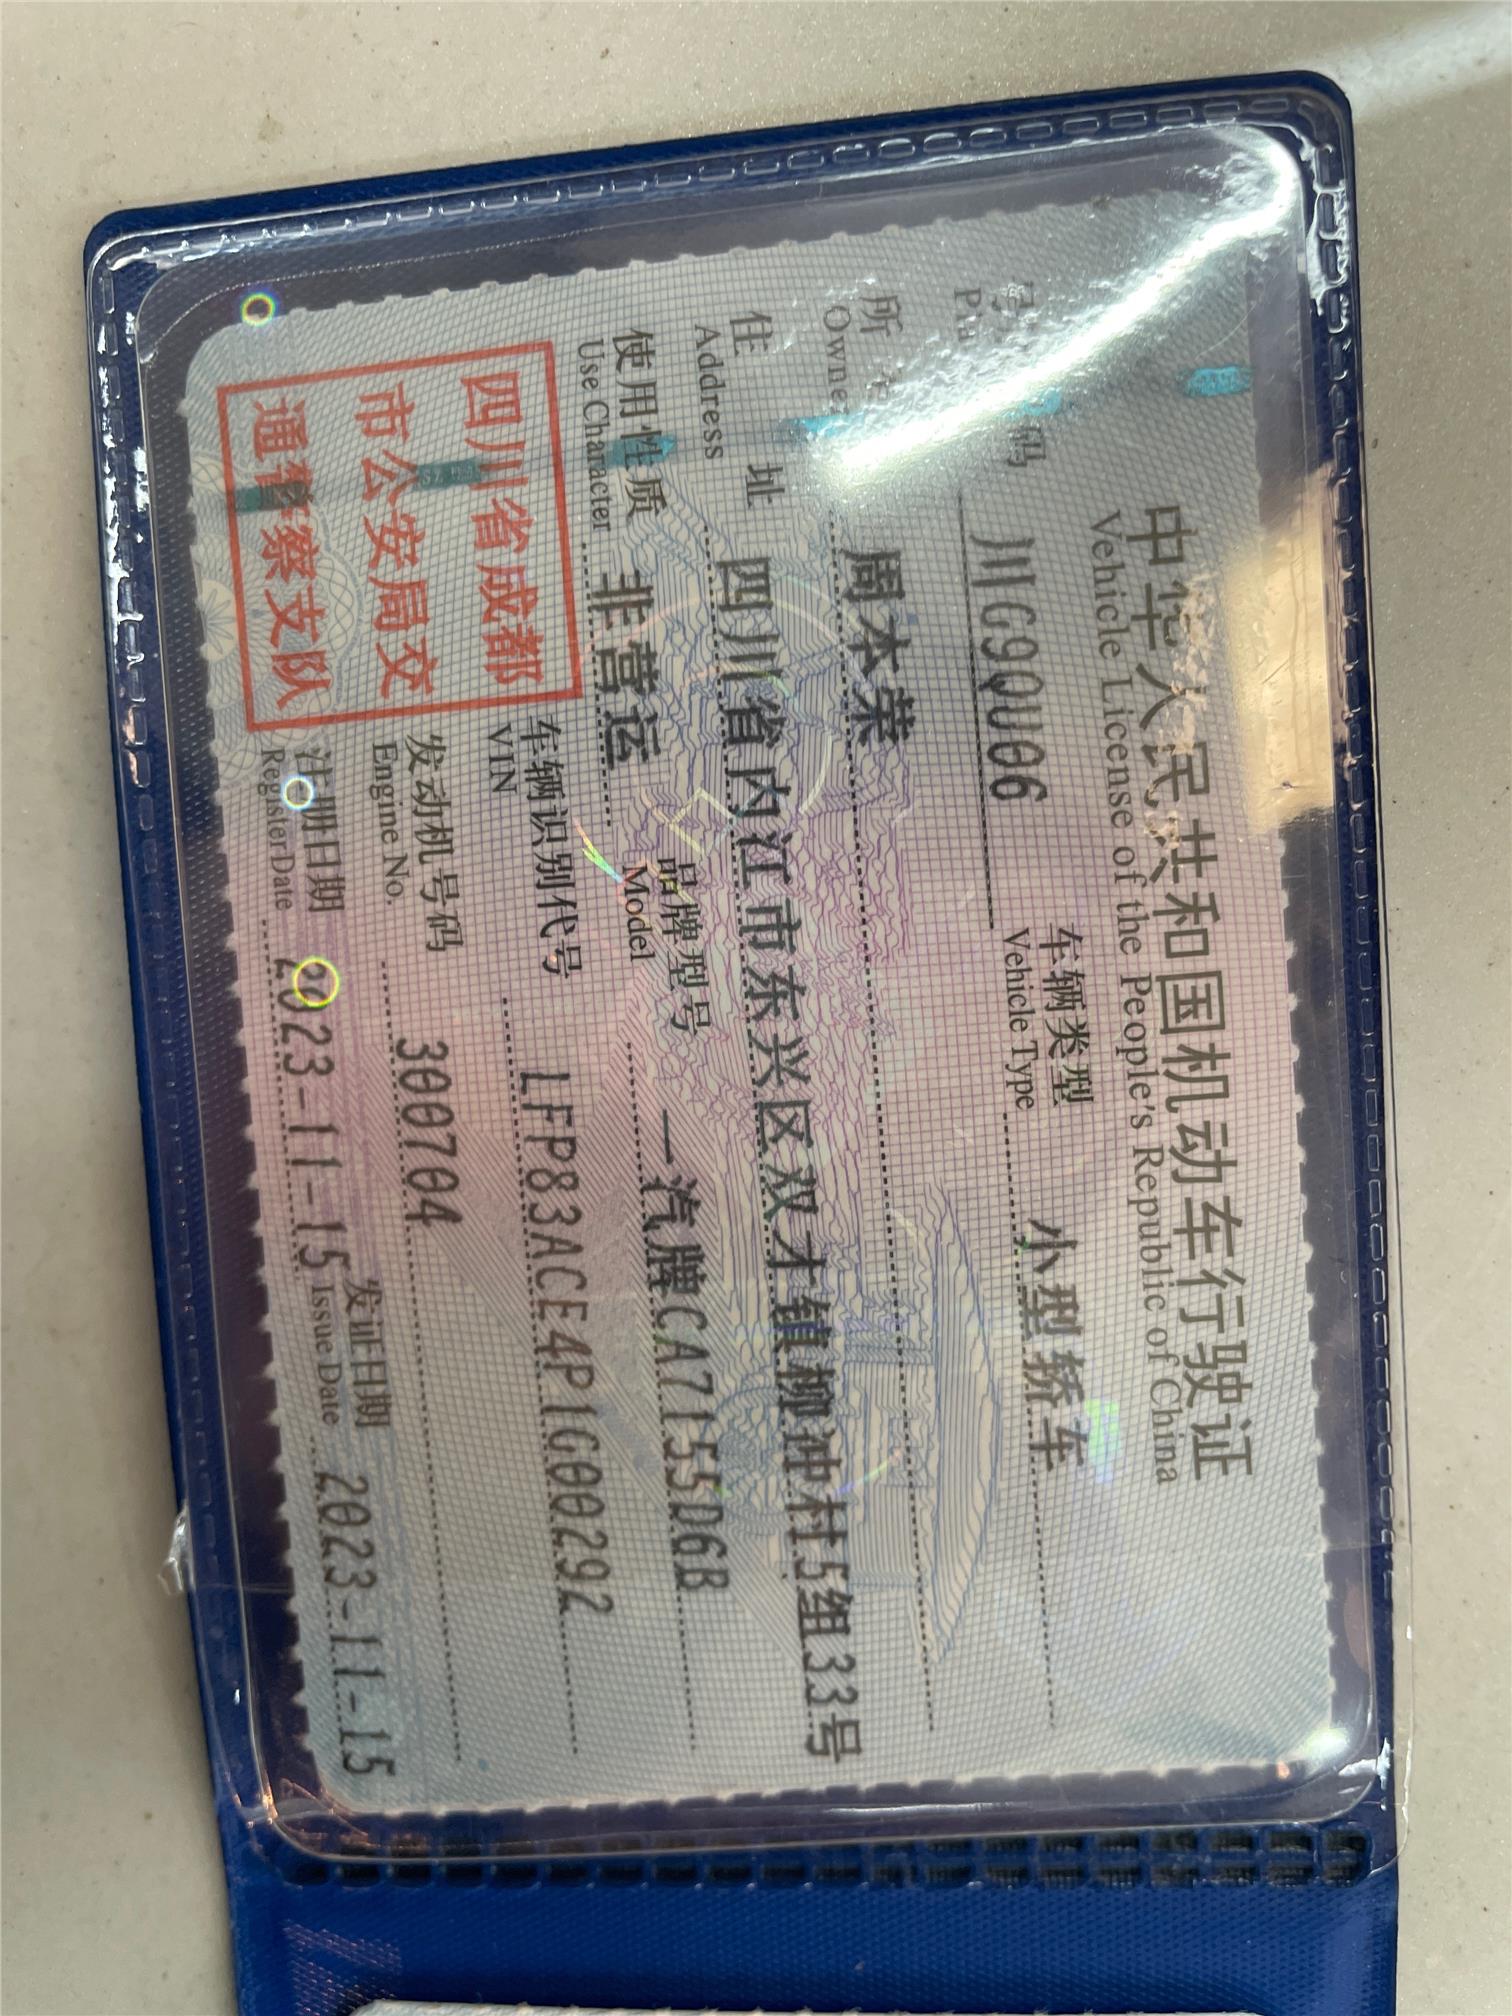 中华人民共和国机动车行驶证
Vehicle License of the People's Republic of China
号 码 川G9QU06 车辆类型 小型轿车
Vehicle Type
所 周本荣
Owner
住 址 四川省内江市东兴区双才镇柳冲村5组33号
Address
使用性质 非营运 品牌型号 一汽牌CA7155D6B
Use Character Model
四川省成都
市公安局交
通警察支队
车辆识别代号 LFP83ACE4P1G00292
VIN
发动机号码 300704
Engine No.
注册日期 2023-11-15 发证日期 2023-11-15
Register Date Issue Date